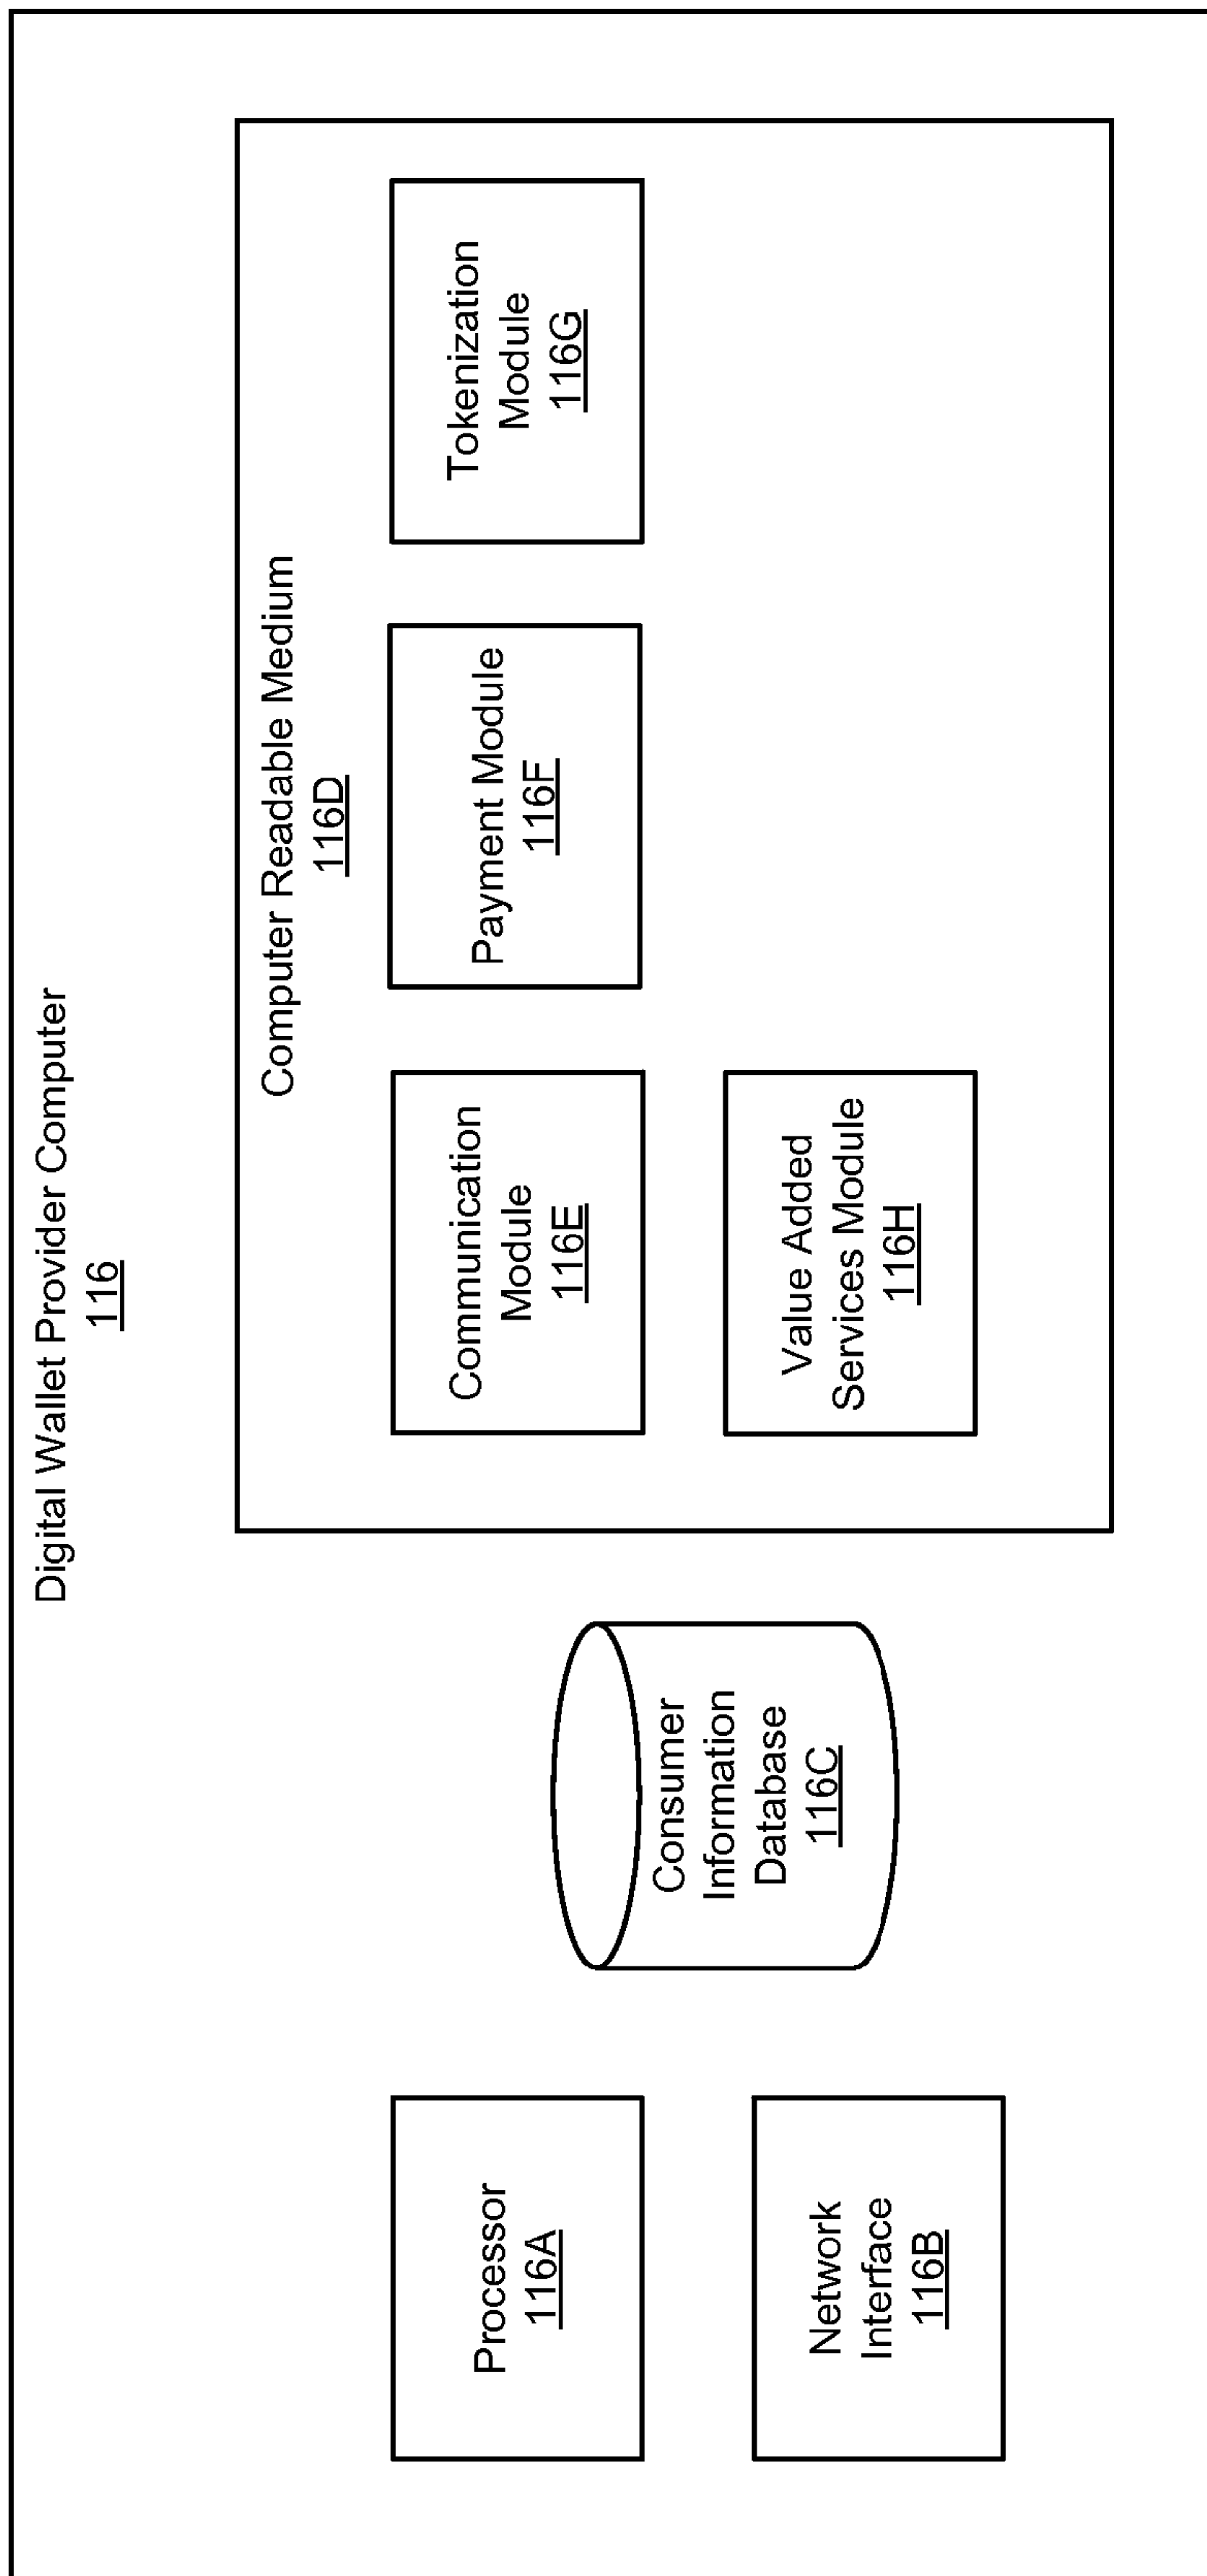 Digital Wallet Provider Computer
116
Processor
116A
Network
Interface
116B
Consumer
Information
Database
116C
Computer Readable Medium
116D
Communication
Module
116E
Payment Module
116F
Tokenization
Module
116G
Value Added
Services Module
116H